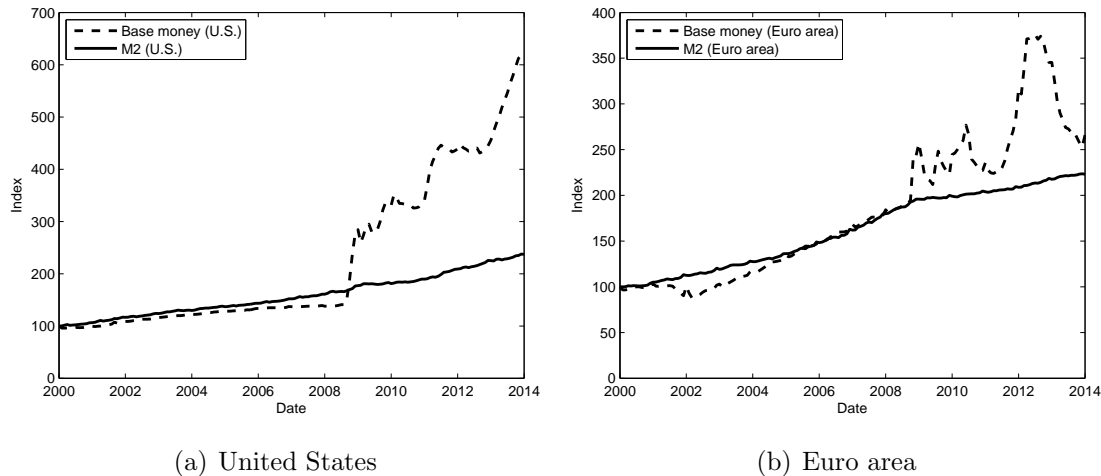 700
600
500
400
300
200
100
0
Index
Base money (U.S.)
M2 (U.S.)
2000 2002 2004 2006 2008 2010 2012 2014
Date
(a) United States
400
350
300
250
200
150
100
50
0
Index
Base money (Euro area)
M2 (Euro area)
2000 2002 2004 2006 2008 2010 2012 2014
Date
(b) Euro area